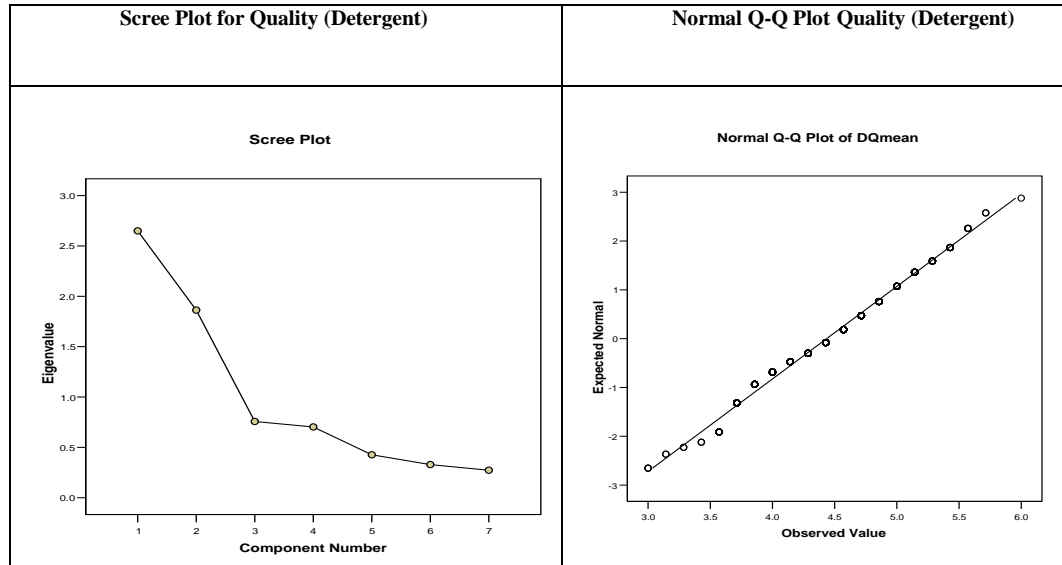 Scree Plot for Quality (Detergent)
Normal Q-Q Plot Quality (Detergent)
Scree Plot
3.0
2.5
2.0
1.5
1.0
0.5
0.0
Eigenvalue
1 2 3 4 5 6 7
Component Number
Normal Q-Q Plot of DQmean
3
2
1
0
-1
-2
-3
Expected Normal
3.0 3.5 4.0 4.5 5.0 5.5 6.0
Observed Value